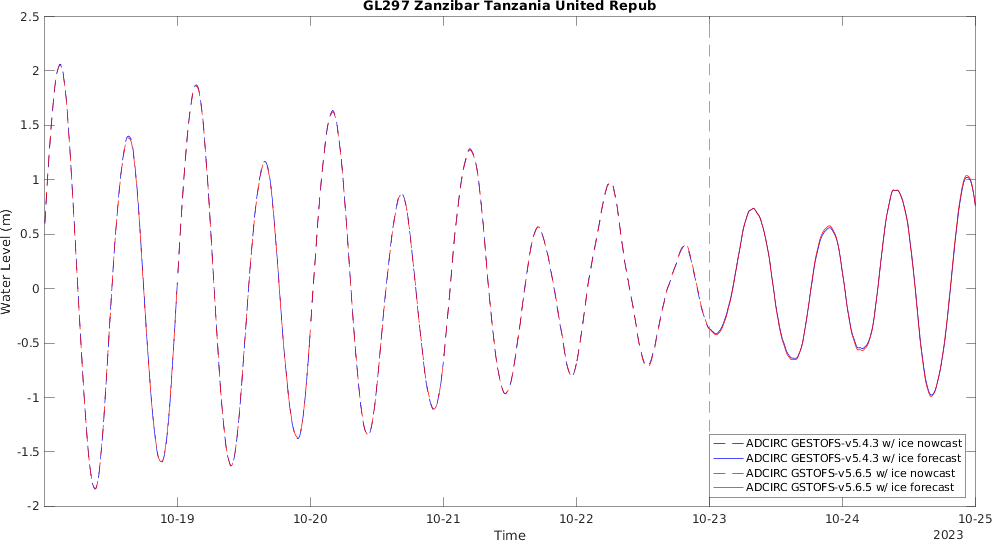 GL297 Zanzibar Tanzania United Repub
2.5
2
1.5
1
0.5
0
-0.5
-1
-1.5
-2
Water Level (m)
10-19
10-20
10-21
10-22
10-23
10-24
10-25
Time
2023
ADCIRC GESTOFS-v5.4.3 w/ ice nowcast
ADCIRC GESTOFS-v5.4.3 w/ ice forecast
ADCIRC GSTOFS-v5.6.5 w/ ice nowcast
ADCIRC GSTOFS-v5.6.5 w/ ice forecast